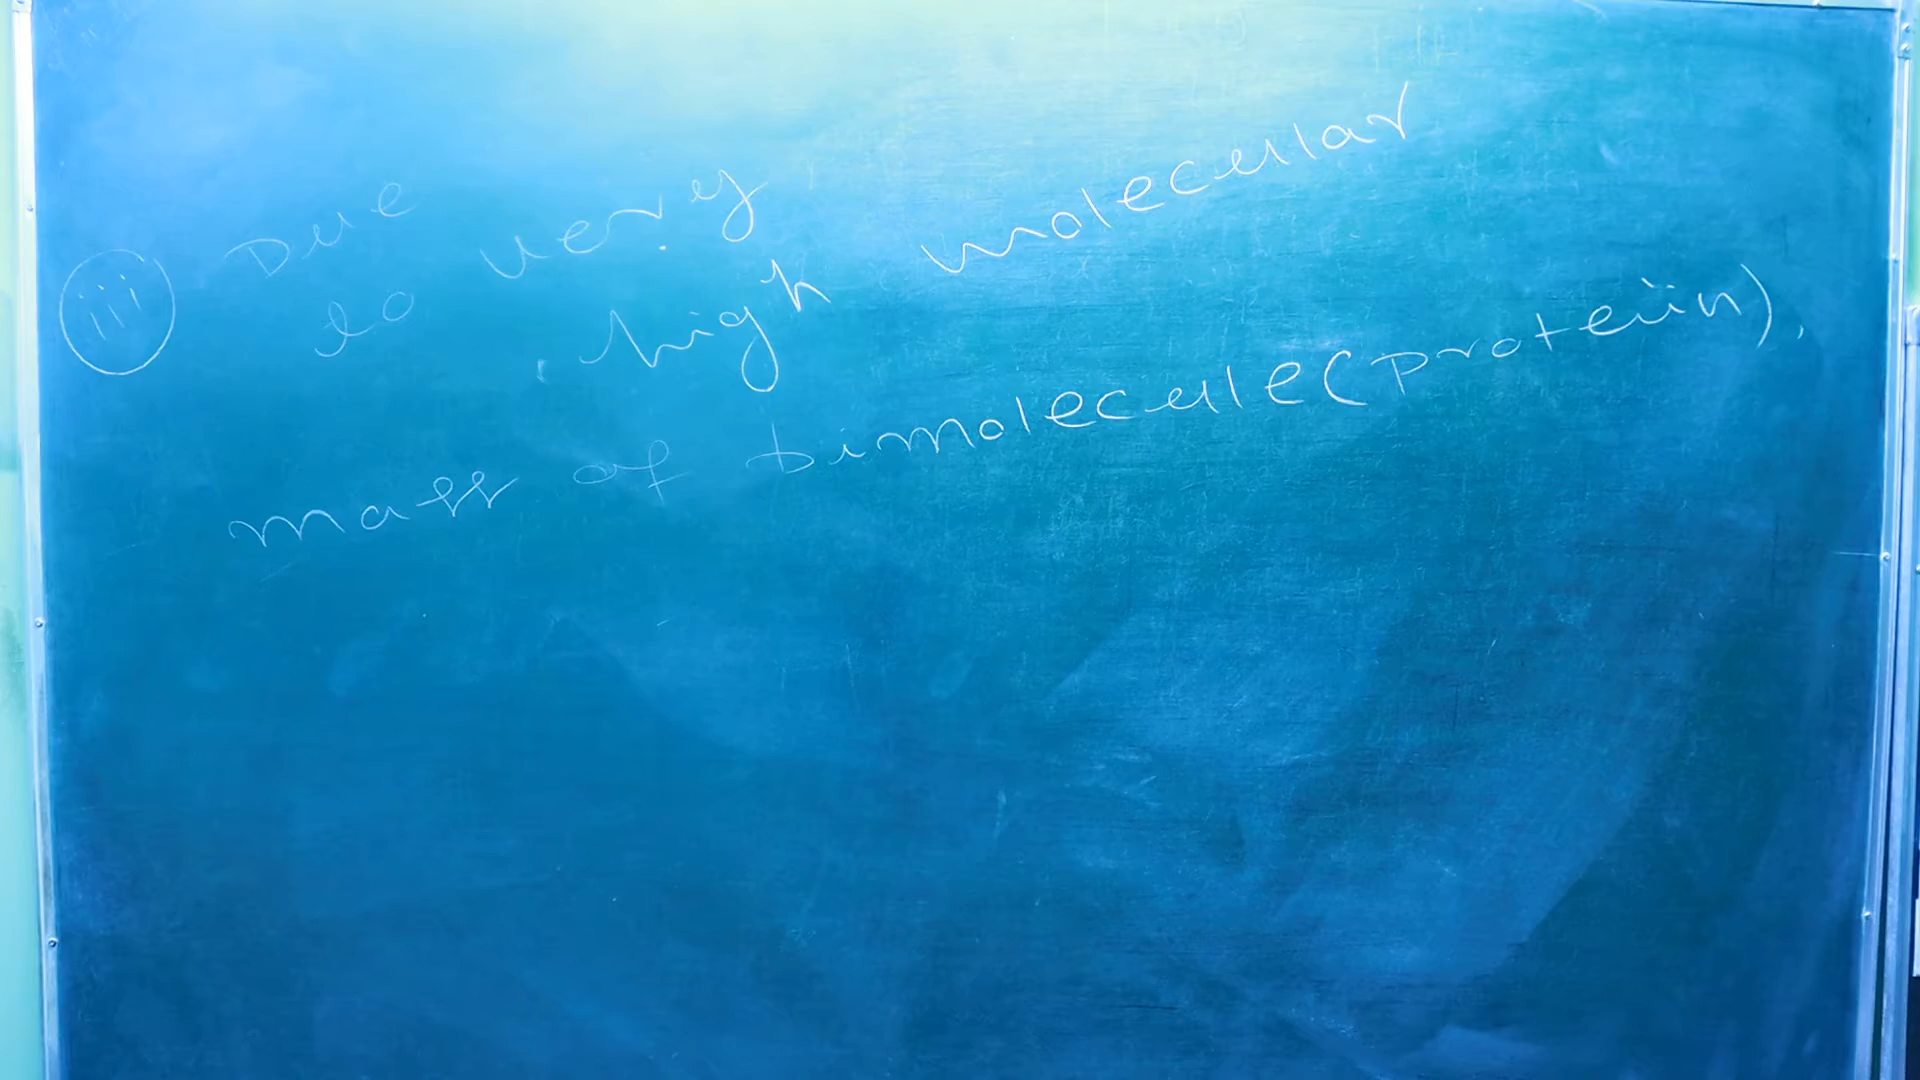 (iii) Due to very high molecular
mass of bimolecule(protein),